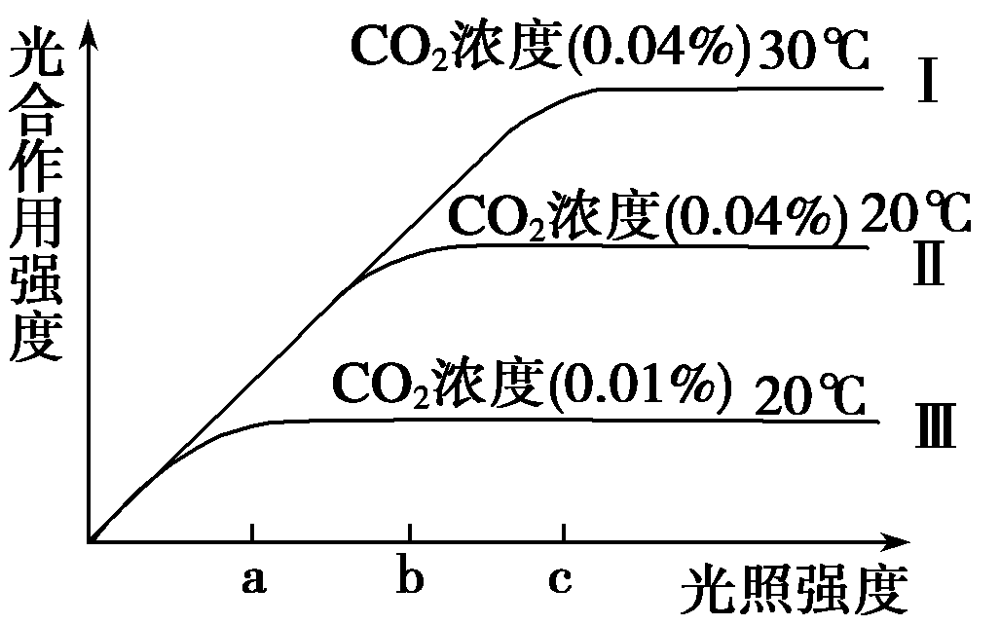 光合作用强度
CO₂浓度(0.04%) 30℃
Ⅰ
CO₂浓度(0.04%) 20℃
Ⅱ
CO₂浓度(0.01%) 20℃
Ⅲ
a b c
光照强度